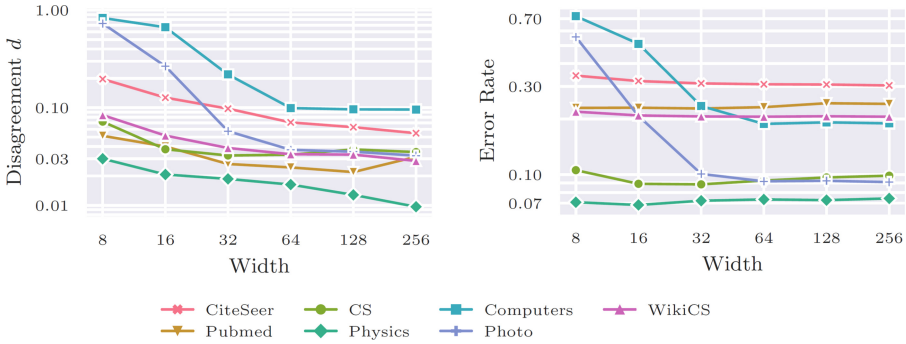 Disagreement d
1.00
0.10
0.03
0.01
8 16 32 64 128 256
Width
Error Rate
0.70
0.30
0.10
0.07
8 16 32 64 128 256
Width
CiteSeer CS Computers WikiCS
Pubmed Physics Photo